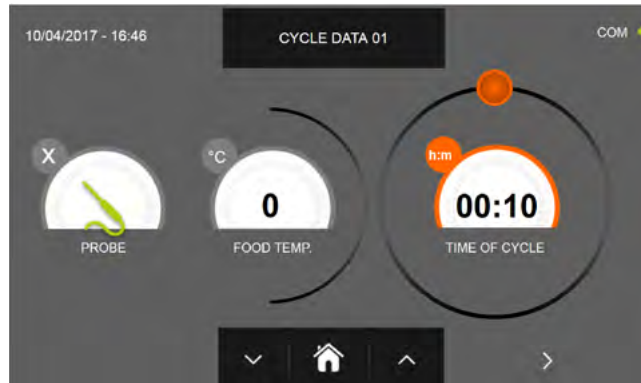 10/04/2017 - 16:46
CYCLE DATA 01
COM
X
°C
h:m
0
00:10
PROBE
FOOD TEMP.
TIME OF CYCLE